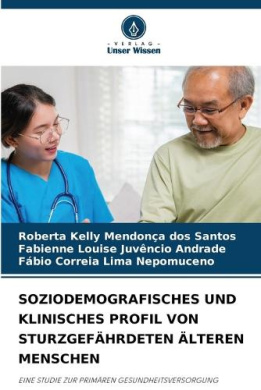 - VERLAG -
Unser Wissen
Roberta Kelly Mendonça dos Santos
Fabienne Louise Juvêncio Andrade
Fábio Correia Lima Nepomuceno
SOZIODEMOGRAFISCHES UND
KLINISCHES PROFIL VON
STURZGEFÄHRDETEN ÄLTEREN
MENSCHEN
EINE STUDIE ZUR PRIMÄREN GESUNDHEITSVERSORGUNG